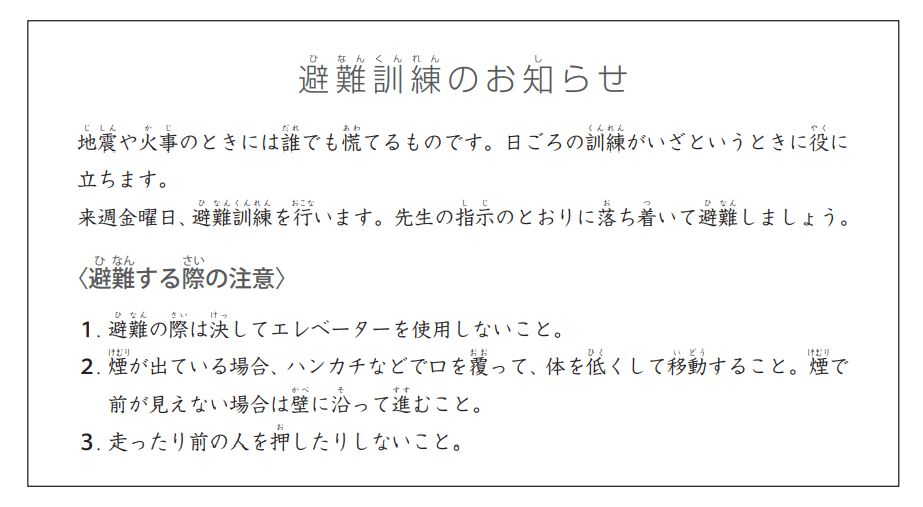 避難訓練のお知らせ
地震や火事のときには誰でも慌てるものです。日ごろの訓練がいざというときに役に
立ちます。
来週金曜日、避難訓練を行います。先生の指示のとおりに落ち着いて避難しましょう。
〈避難する際の注意〉
1. 避難の際は決してエレベーターを使用しないこと。
2. 煙が出ている場合、ハンカチなどで口を覆って、体を低くして移動すること。煙で
前が見えない場合は壁に沿って進むこと。
3. 走ったり前の人を押したりしないこと。